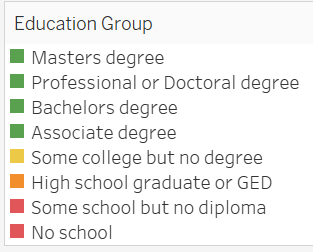 Education Group
Masters degree
Professional or Doctoral degree
Bachelors degree
Associate degree
Some college but no degree
High school graduate or GED
Some school but no diploma
No school